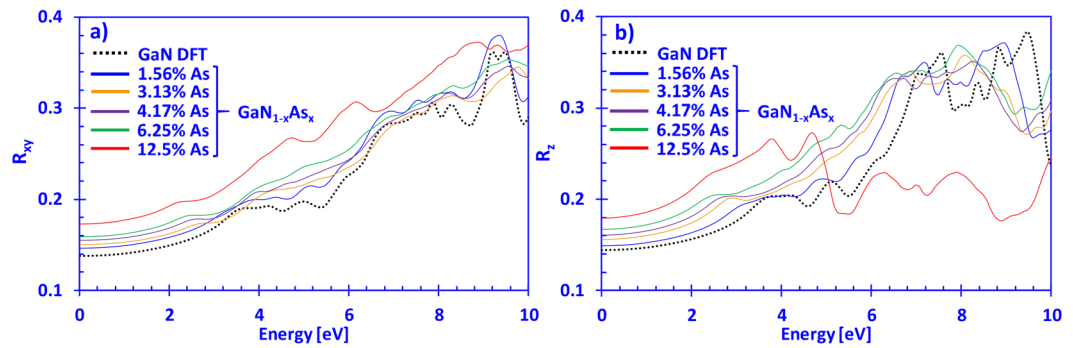 a)
GaN DFT
1.56% As
3.13% As
4.17% As
6.25% As
12.5% As
GaN1-xAsx
Rxy
0.4
0.3
0.2
0.1
0 2 4 6 8 10
Energy [eV]
b)
GaN DFT
1.56% As
3.13% As
4.17% As
6.25% As
12.5% As
GaN1-xAsx
Rz
0.4
0.3
0.2
0.1
0 2 4 6 8 10
Energy [eV]